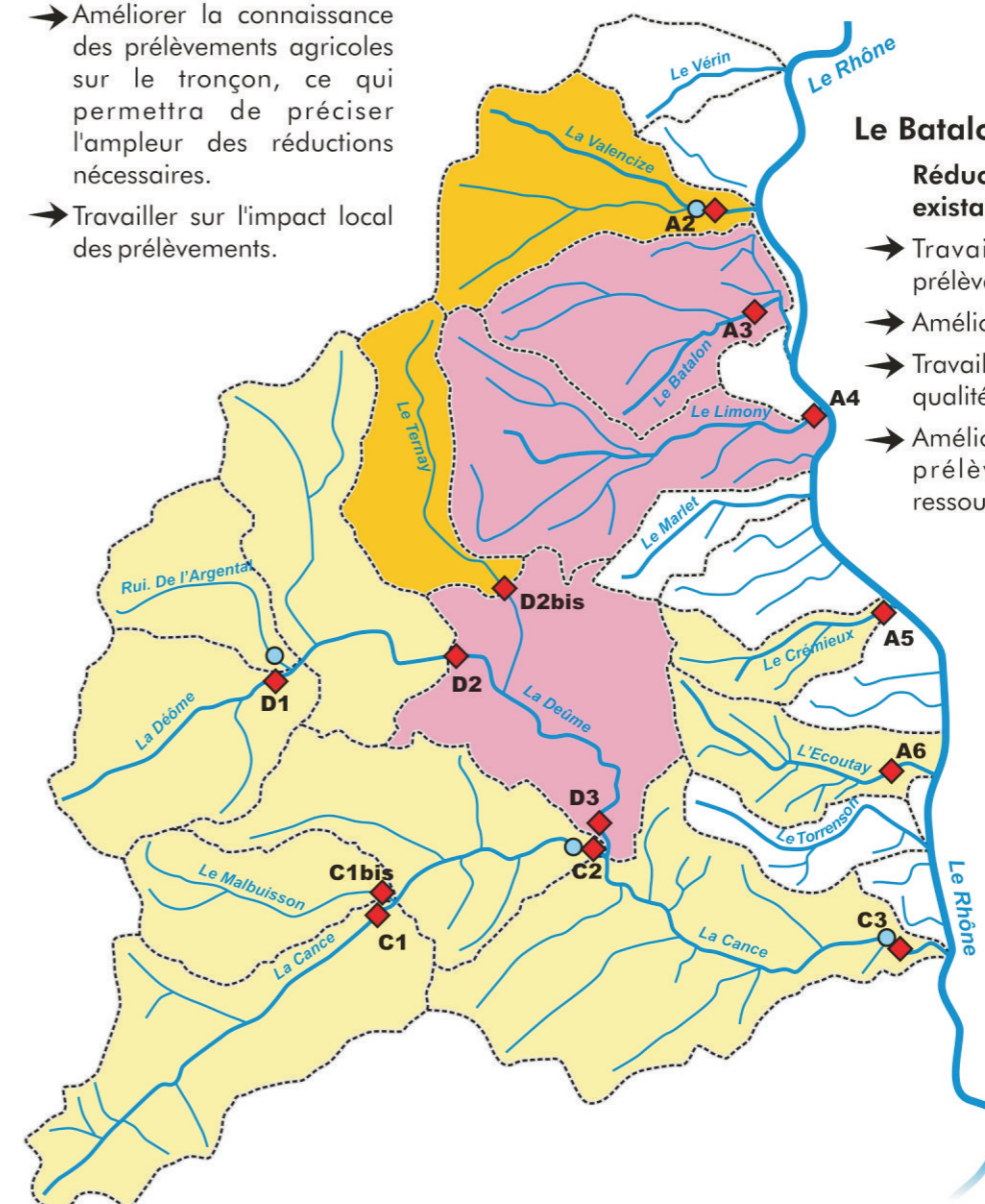 → Améliorer la connaissance
des prélèvements agricoles
sur le tronçon, ce qui
permettra de préciser
l'ampleur des réductions
nécessaires.
→ Travailler sur l'impact local
des prélèvements.
Le Vérin
Le Rhône
La Valencize
A2
A3
Le Batalon
Le Limony
A4
Le Ternay
Le Marlet
Rui. De l'Argental
D2bis
D2
D1
La Déôme
La Deûme
Le Crémieux
A5
L'Ecoutay
A6
D3
Le Torrenson
C2
Le Malbuisson
C1bis
C1
La Cance
La Cance
C3
Le Rhône
→
→
→
→